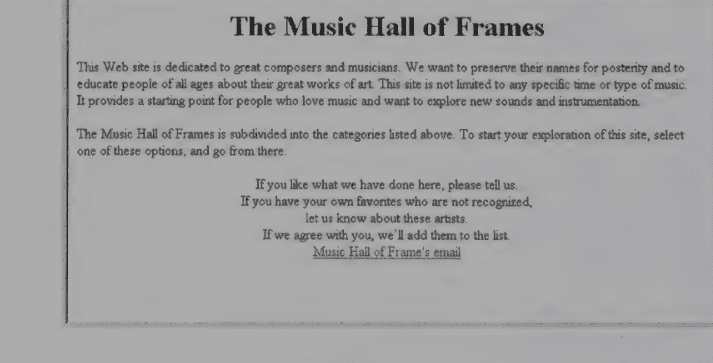 The Music Hall of Frames
This Web site is dedicated to great composers and musicians. We want to preserve their names for posterity and to
educate people of all ages about their great works of art. This site is not limited to any specific time or type of music.
It provides a starting point for people who love music and want to explore new sounds and instrumentation.
The Music Hall of Frames is subdivided into the categories listed above. To start your exploration of this site, select
one of these options, and go from there.
If you like what we have done here, please tell us.
If you have your own favorites who are not recognized,
let us know about these artists.
If we agree with you, we'll add them to the list.
Music Hall of Frame's email